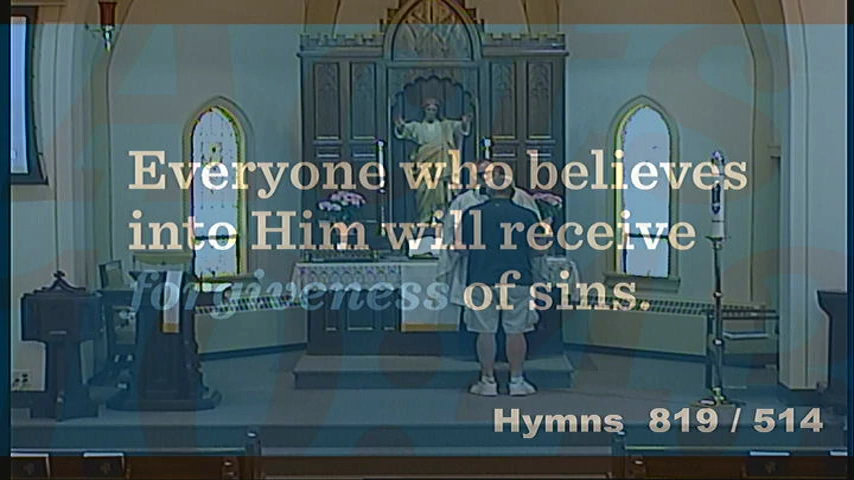 Everyone who believes
into Him will receive
forgiveness of sins.
Hymns 819 / 514